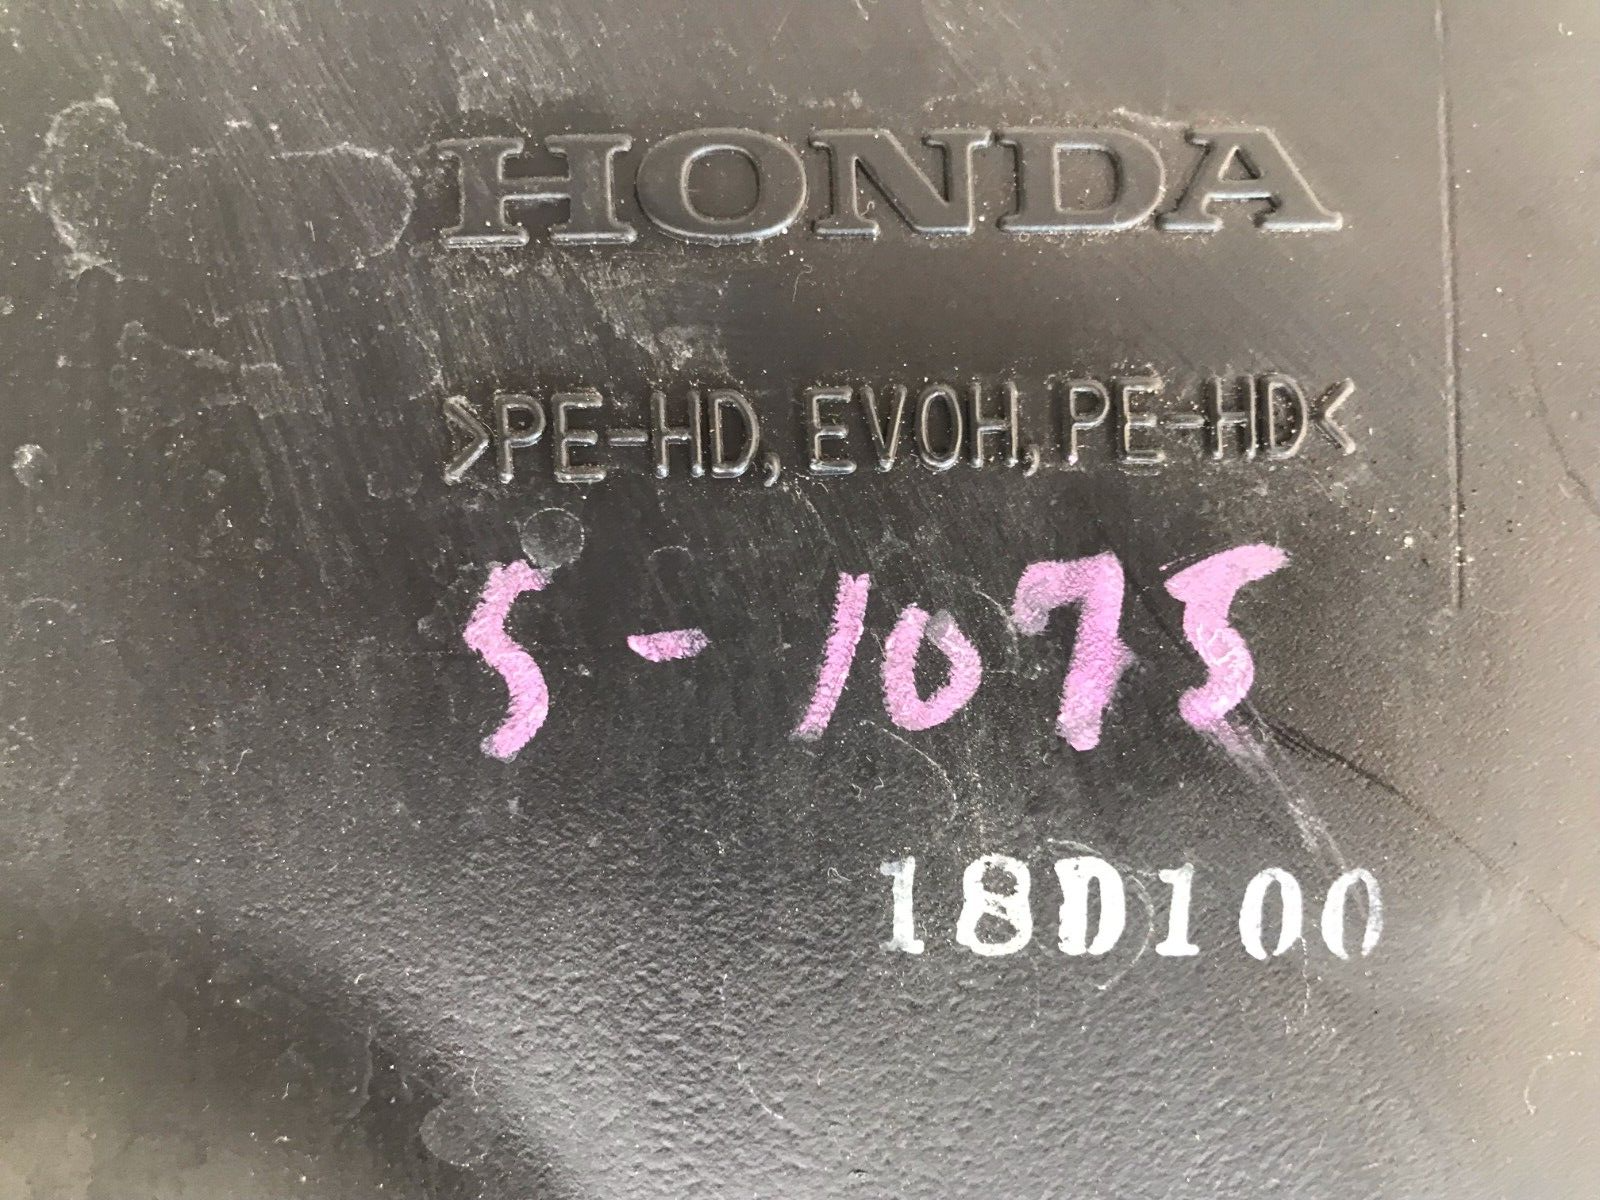 HONDA
>PE-HD, EVOH, PE-HD<
5-1075
18D100